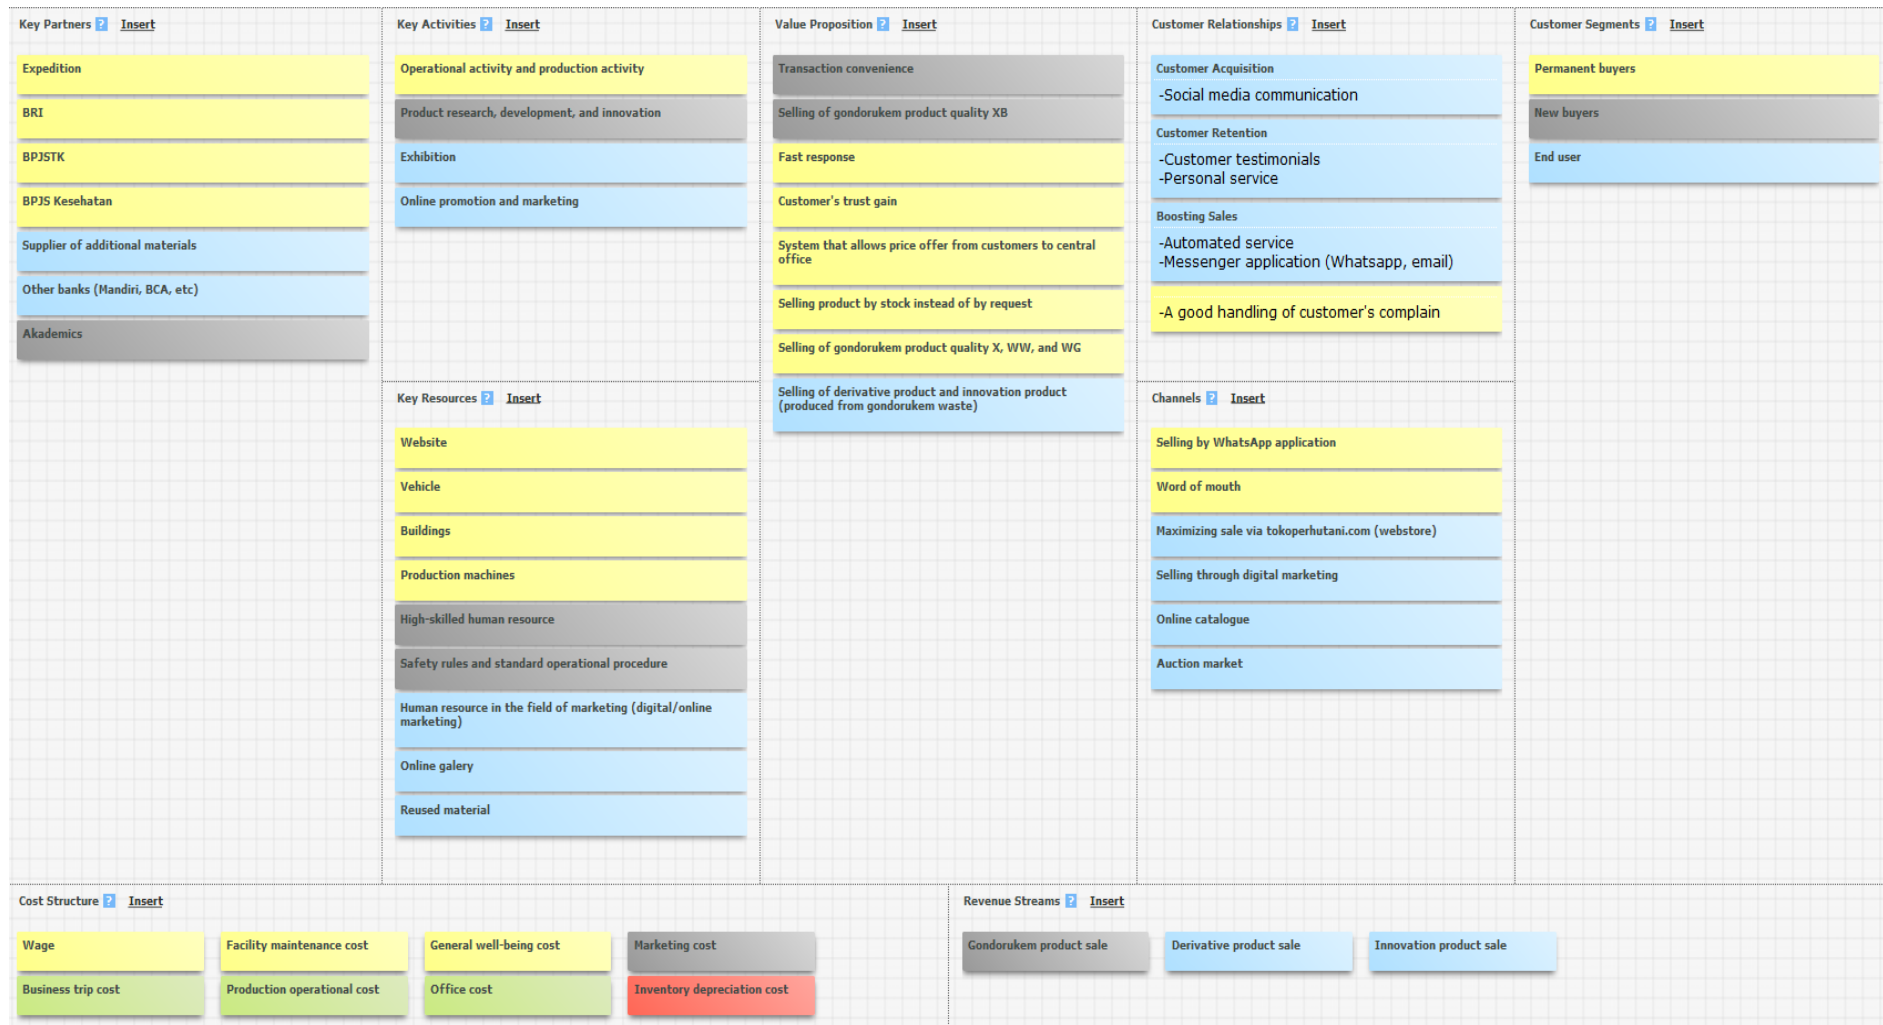 Key Partners ? Insert
Expedition
BRI
BPJSTK
BPJS Kesehatan
Supplier of additional materials
Other banks (Mandiri, BCA, etc)
Akademics
Key Activities ? Insert
Operational activity and production activity
Product research, development, and innovation
Exhibition
Online promotion and marketing
Key Resources ? Insert
Website
Vehicle
Buildings
Production machines
High-skilled human resource
Safety rules and standard operational procedure
Human resource in the field of marketing (digital/online
marketing)
Online galery
Reused material
Value Proposition ? Insert
Transaction convenience
Selling of gondorukem product quality XB
Fast response
Customer's trust gain
System that allows price offer from customers to central
office
Selling product by stock instead of by request
Selling of gondorukem product quality X, WW, and WG
Selling of derivative product and innovation product
(produced from gondorukem waste)
Customer Relationships ? Insert
Customer Acquisition
-Social media communication
Customer Retention
-Customer testimonials
-Personal service
Boosting Sales
-Automated service
-Messenger application (Whatsapp, email)
-A good handling of customer's complain
Channels ? Insert
Selling by WhatsApp application
Word of mouth
Maximizing sale via tokoperhutani.com (webstore)
Selling through digital marketing
Online catalogue
Auction market
Customer Segments ? Insert
Permanent buyers
New buyers
End user
Cost Structure ? Insert
Wage
Facility maintenance cost
General well-being cost
Marketing cost
Business trip cost
Production operational cost
Office cost
Inventory depreciation cost
Revenue Streams ? Insert
Gondorukem product sale
Derivative product sale
Innovation product sale